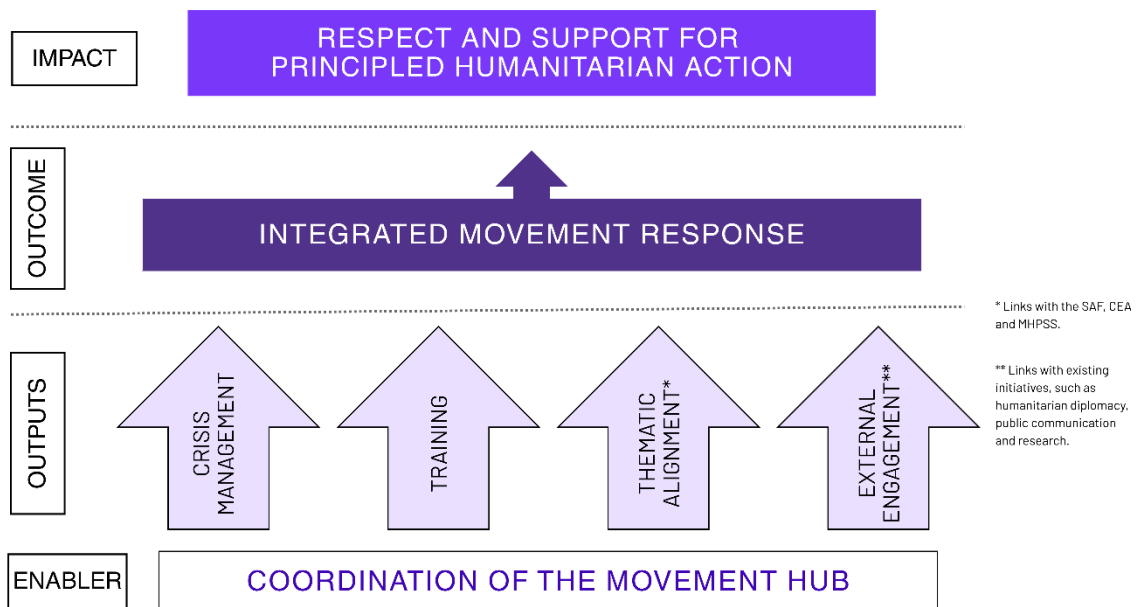 IMPACT
RESPECT AND SUPPORT FOR
PRINCIPLED HUMANITARIAN ACTION
OUTCOME
INTEGRATED MOVEMENT RESPONSE
OUTPUTS
CRISIS
MANAGEMENT
TRAINING
THEMATIC
ALIGNMENT*
EXTERNAL
ENGAGEMENT**
* Links with the SAF, CEA
and MHPSS.
** Links with existing
initiatives, such as
humanitarian diplomacy,
public communication
and research.
ENABLER
COORDINATION OF THE MOVEMENT HUB